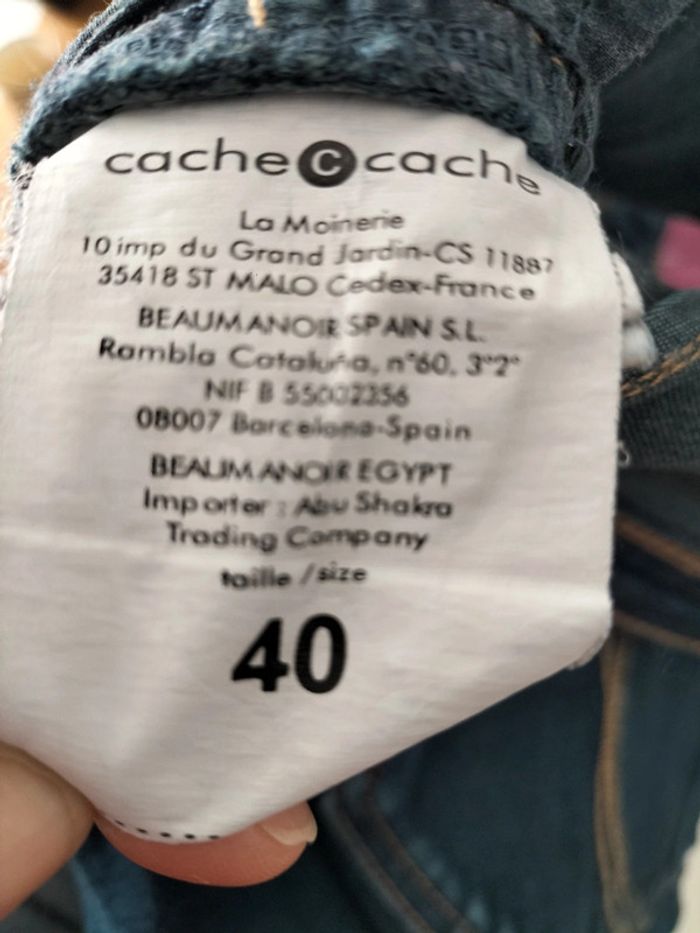 cache c cache
La Moinerie
10 imp du Grand Jardin-CS 11887
35418 ST MALO Cedex-France
BEAUMANOIR SPAIN S.L.
Rambla Cataluña, n°60, 3°2°
NIF B 55002356
08007 Barcelona-Spain
BEAUMANOIR EGYPT
Importer : Abu Shakra
Trading Company
taille /size
40